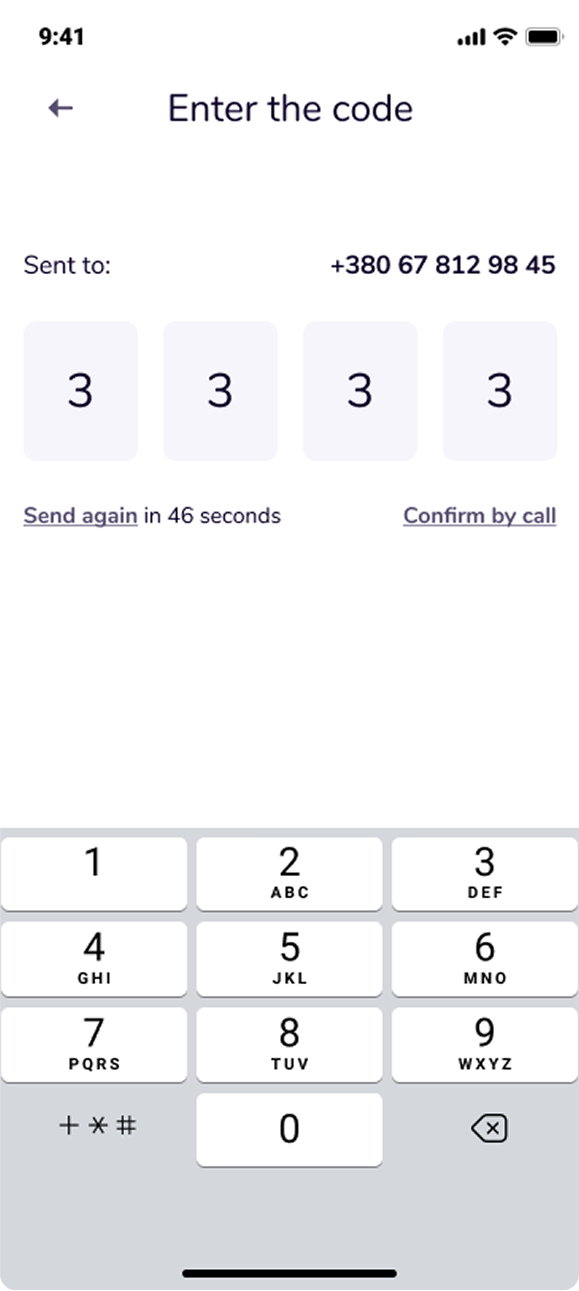 9:41
Enter the code
Sent to: +380 67 812 98 45
3 3 3 3
Send again in 46 seconds Confirm by call
1 2 3
ABC DEF
4 5 6
GHI JKL MNO
7 8 9
PQRS TUV WXYZ
+ * # 0